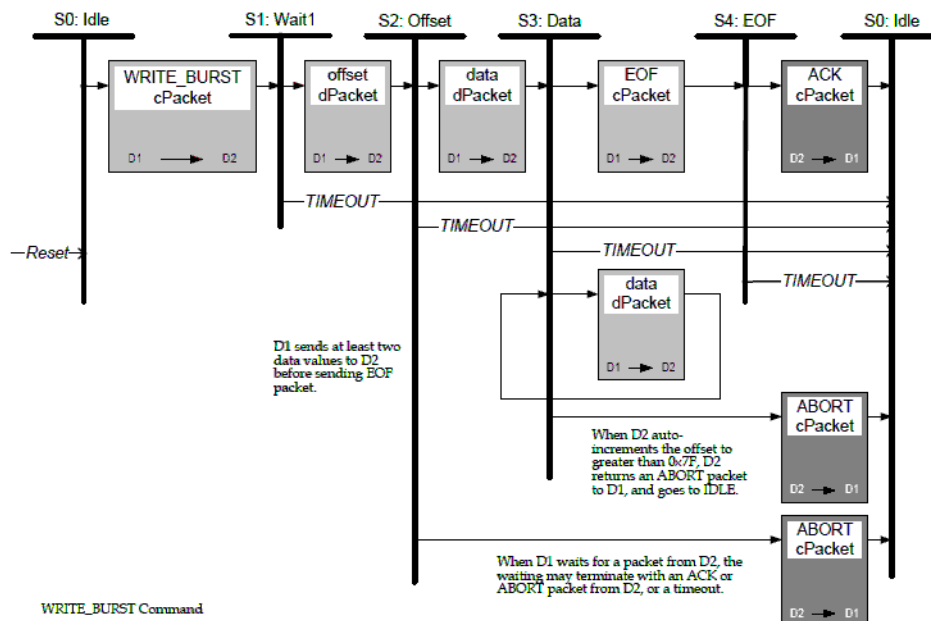 S0: Idle
S1: Wait1
S2: Offset
S3: Data
S4: EOF
S0: Idle
WRITE_BURST
cPacket
D1 D2
offset
dPacket
D1 D2
data
dPacket
D1 D2
EOF
cPacket
D1 D2
ACK
cPacket
D2 D1
TIMEOUT
TIMEOUT
Reset
TIMEOUT
TIMEOUT
data
dPacket
D1 D2
D1 sends at least two
data values to D2
before sending EOF
packet.
ABORT
cPacket
D2 D1
When D2 auto-
increments the offset to
greater than 0x7F, D2
returns an ABORT packet
to D1, and goes to IDLE.
ABORT
cPacket
D2 D1
When D1 waits for a packet from D2, the
waiting may terminate with an ACK or
ABORT packet from D2, or a timeout.
WRITE_BURST Command